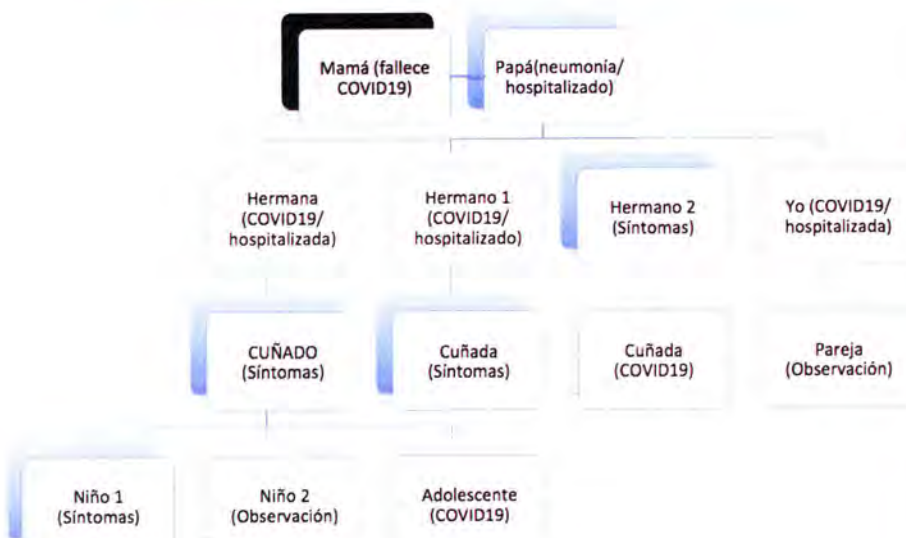 Mamá (fallece
COVID19)
Papá(neumonía/
hospitalizado)
Hermana
(COVID19/
hospitalizada)
Hermano 1
(COVID19/
hospitalizado)
Hermano 2
(Síntomas)
Yo (COVID19/
hospitalizada)
CUÑADO
(Síntomas)
Cuñada
(Síntomas)
Cuñada
(COVID19)
Pareja
(Observación)
Niño 1
(Síntomas)
Niño 2
(Observación)
Adolescente
(COVID19)